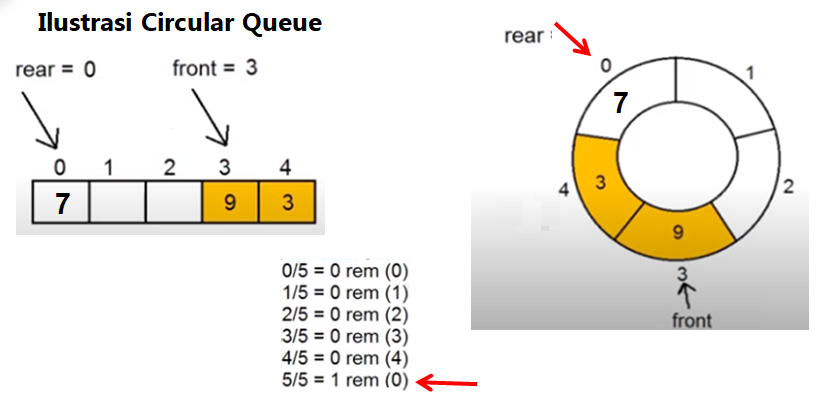 Ilustrasi Circular Queue
rear = 0
front = 3
0 1 2 3 4
7 9 3
0/5 = 0 rem (0)
1/5 = 0 rem (1)
2/5 = 0 rem (2)
3/5 = 0 rem (3)
4/5 = 0 rem (4)
5/5 = 1 rem (0)
rear
0
1
7
3
4
2
9
3
front